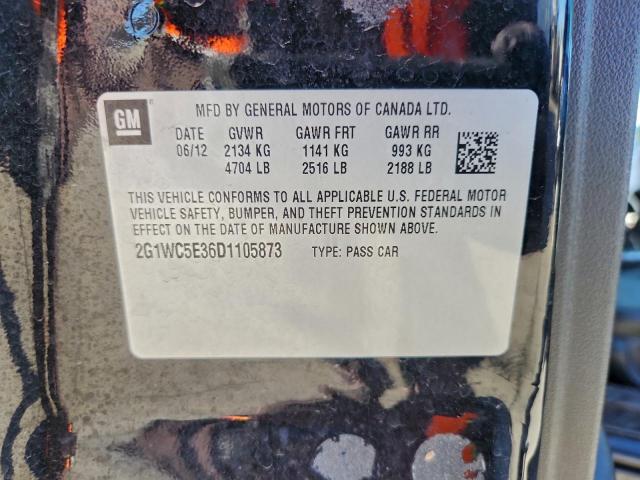 GM
MFD BY GENERAL MOTORS OF CANADA LTD.
DATE GVWR GAWR FRT GAWR RR
06/12 2134 KG 1141 KG 993 KG
4704 LB 2516 LB 2188 LB
THIS VEHICLE CONFORMS TO ALL APPLICABLE U.S. FEDERAL MOTOR
VEHICLE SAFETY, BUMPER, AND THEFT PREVENTION STANDARDS IN
EFFECT ON THE DATE OF MANUFACTURE SHOWN ABOVE.
2G1WC5E36D1105873 TYPE: PASS CAR